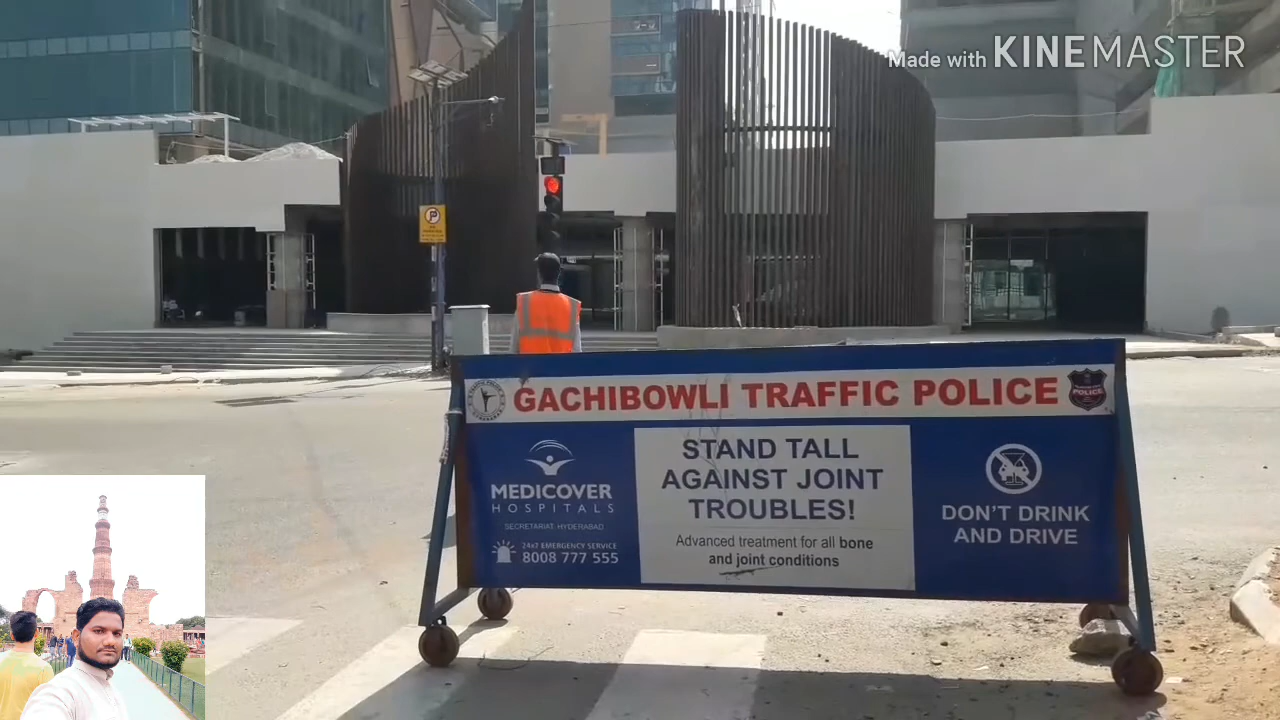 Made with KINEMASTER
GACHIBOWLI TRAFFIC POLICE
POLICE
MEDICOVER
HOSPITALS
SECRETARIAT, HYDERABAD
24x7 EMERGENCY SERVICE
8008 777 555
STAND TALL
AGAINST JOINT
TROUBLES!
Advanced treatment for all bone
and joint conditions
DON'T DRINK
AND DRIVE